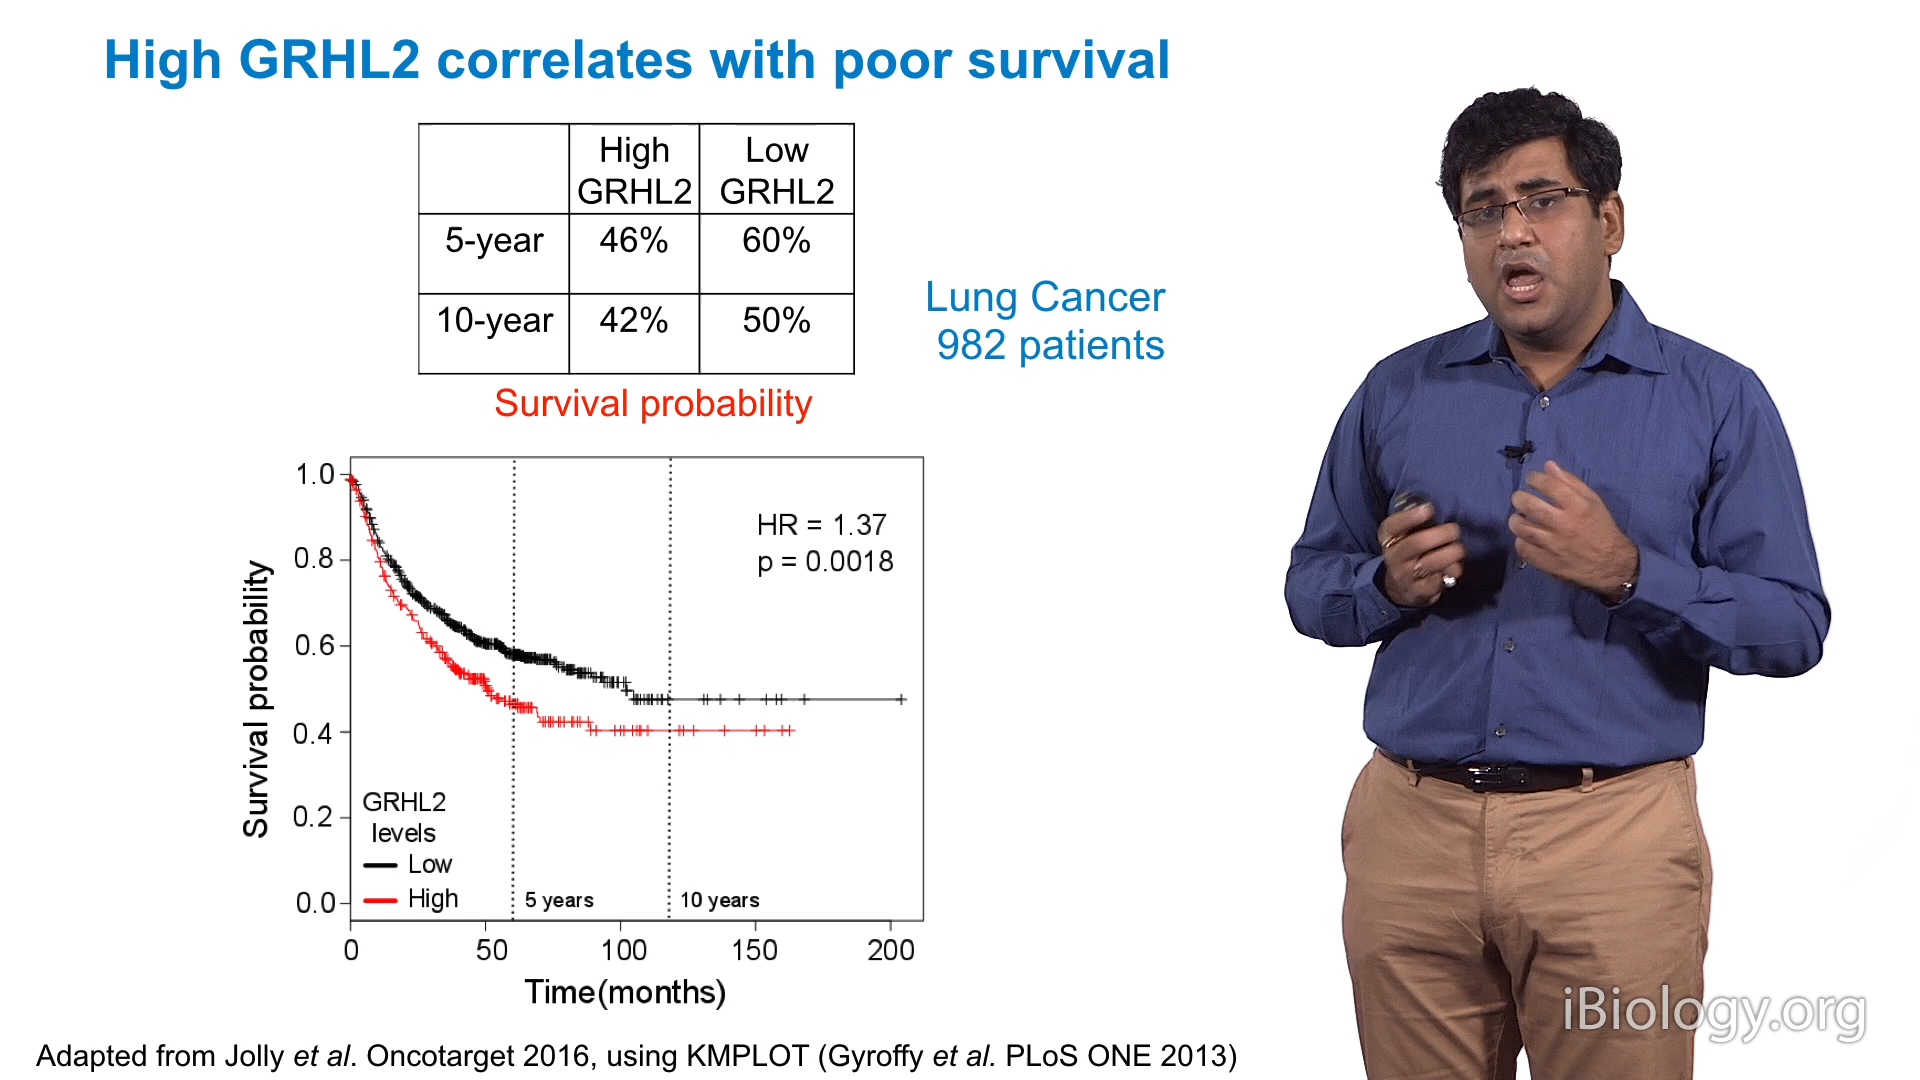 High GRHL2 correlates with poor survival
High GRHL2 Low GRHL2
5-year 46% 60%
10-year 42% 50%
Survival probability
Lung Cancer
982 patients
1.0
0.8
0.6
0.4
0.2
0.0
Survival probability
HR = 1.37
p = 0.0018
GRHL2
levels
Low
High
5 years 10 years
0 50 100 150 200
Time(months)
Adapted from Jolly et al. Oncotarget 2016, using KMPLOT (Gyroffy et al. PLoS ONE 2013)
iBiology.org